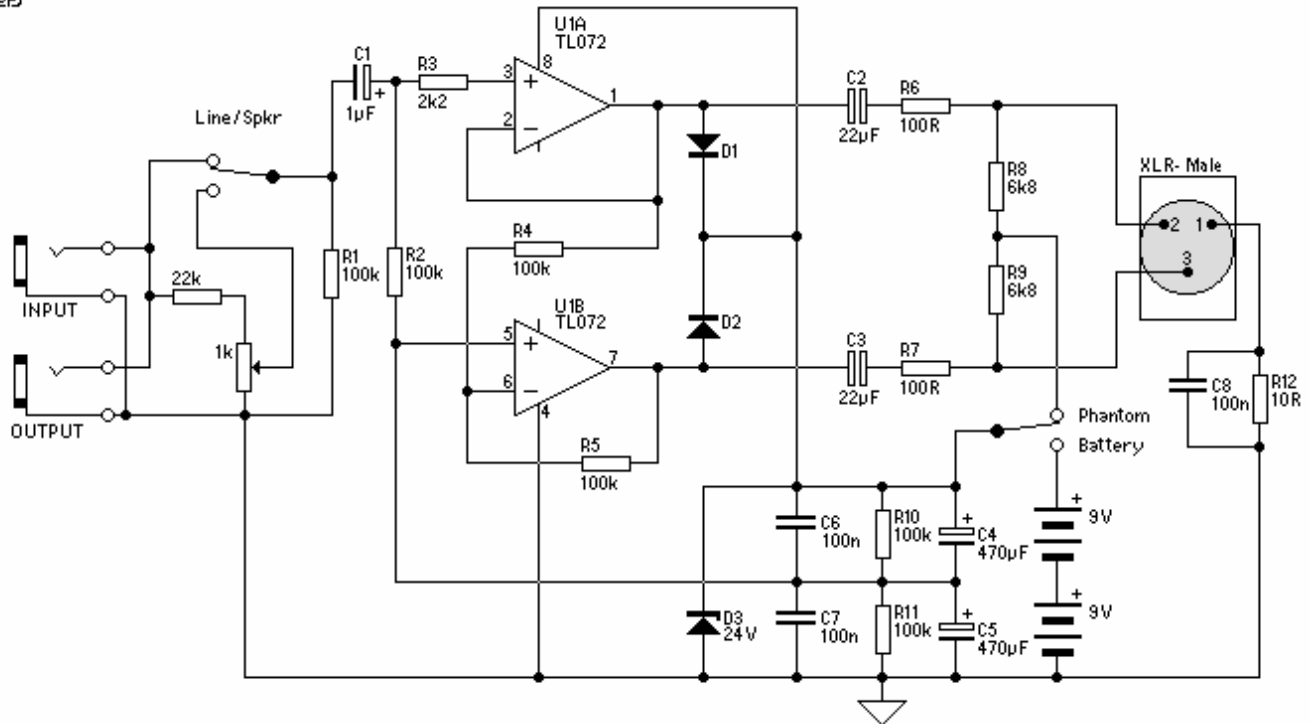 U1A
TL072
C1
1µF
+
R3
2k2
3
+
8
1
2
−
Line/Spkr
C2
22µF
R6
100R
D1
R8
6k8
XLR- Male
2
1
3
R4
100k
R1
100k
R2
100k
R9
6k8
22k
INPUT
1k
OUTPUT
U1B
TL072
5
+
7
6
−
4
D2
C3
22µF
R7
100R
C8
100n
R12
10R
Phantom
Battery
R5
100k
+
9V
C6
100n
R10
100k
+
C4
470µF
+
9V
D3
24V
C7
100n
R11
100k
+
C5
470µF